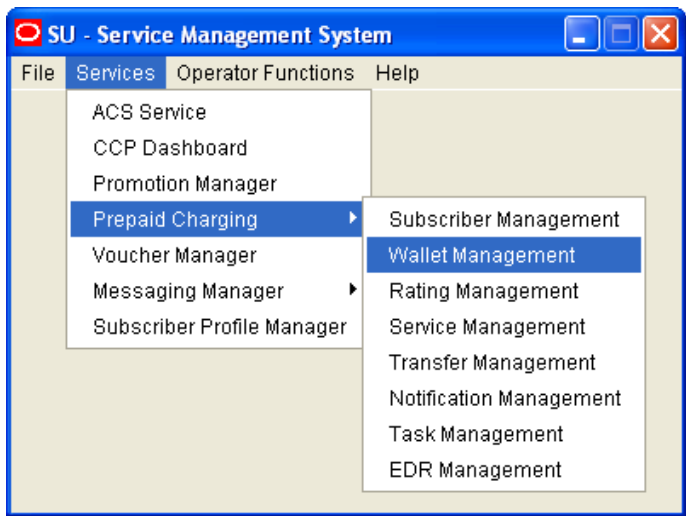 SU - Service Management System
File Services Operator Functions Help
ACS Service
CCP Dashboard
Promotion Manager
Prepaid Charging
Voucher Manager
Messaging Manager
Subscriber Profile Manager
Subscriber Management
Wallet Management
Rating Management
Service Management
Transfer Management
Notification Management
Task Management
EDR Management